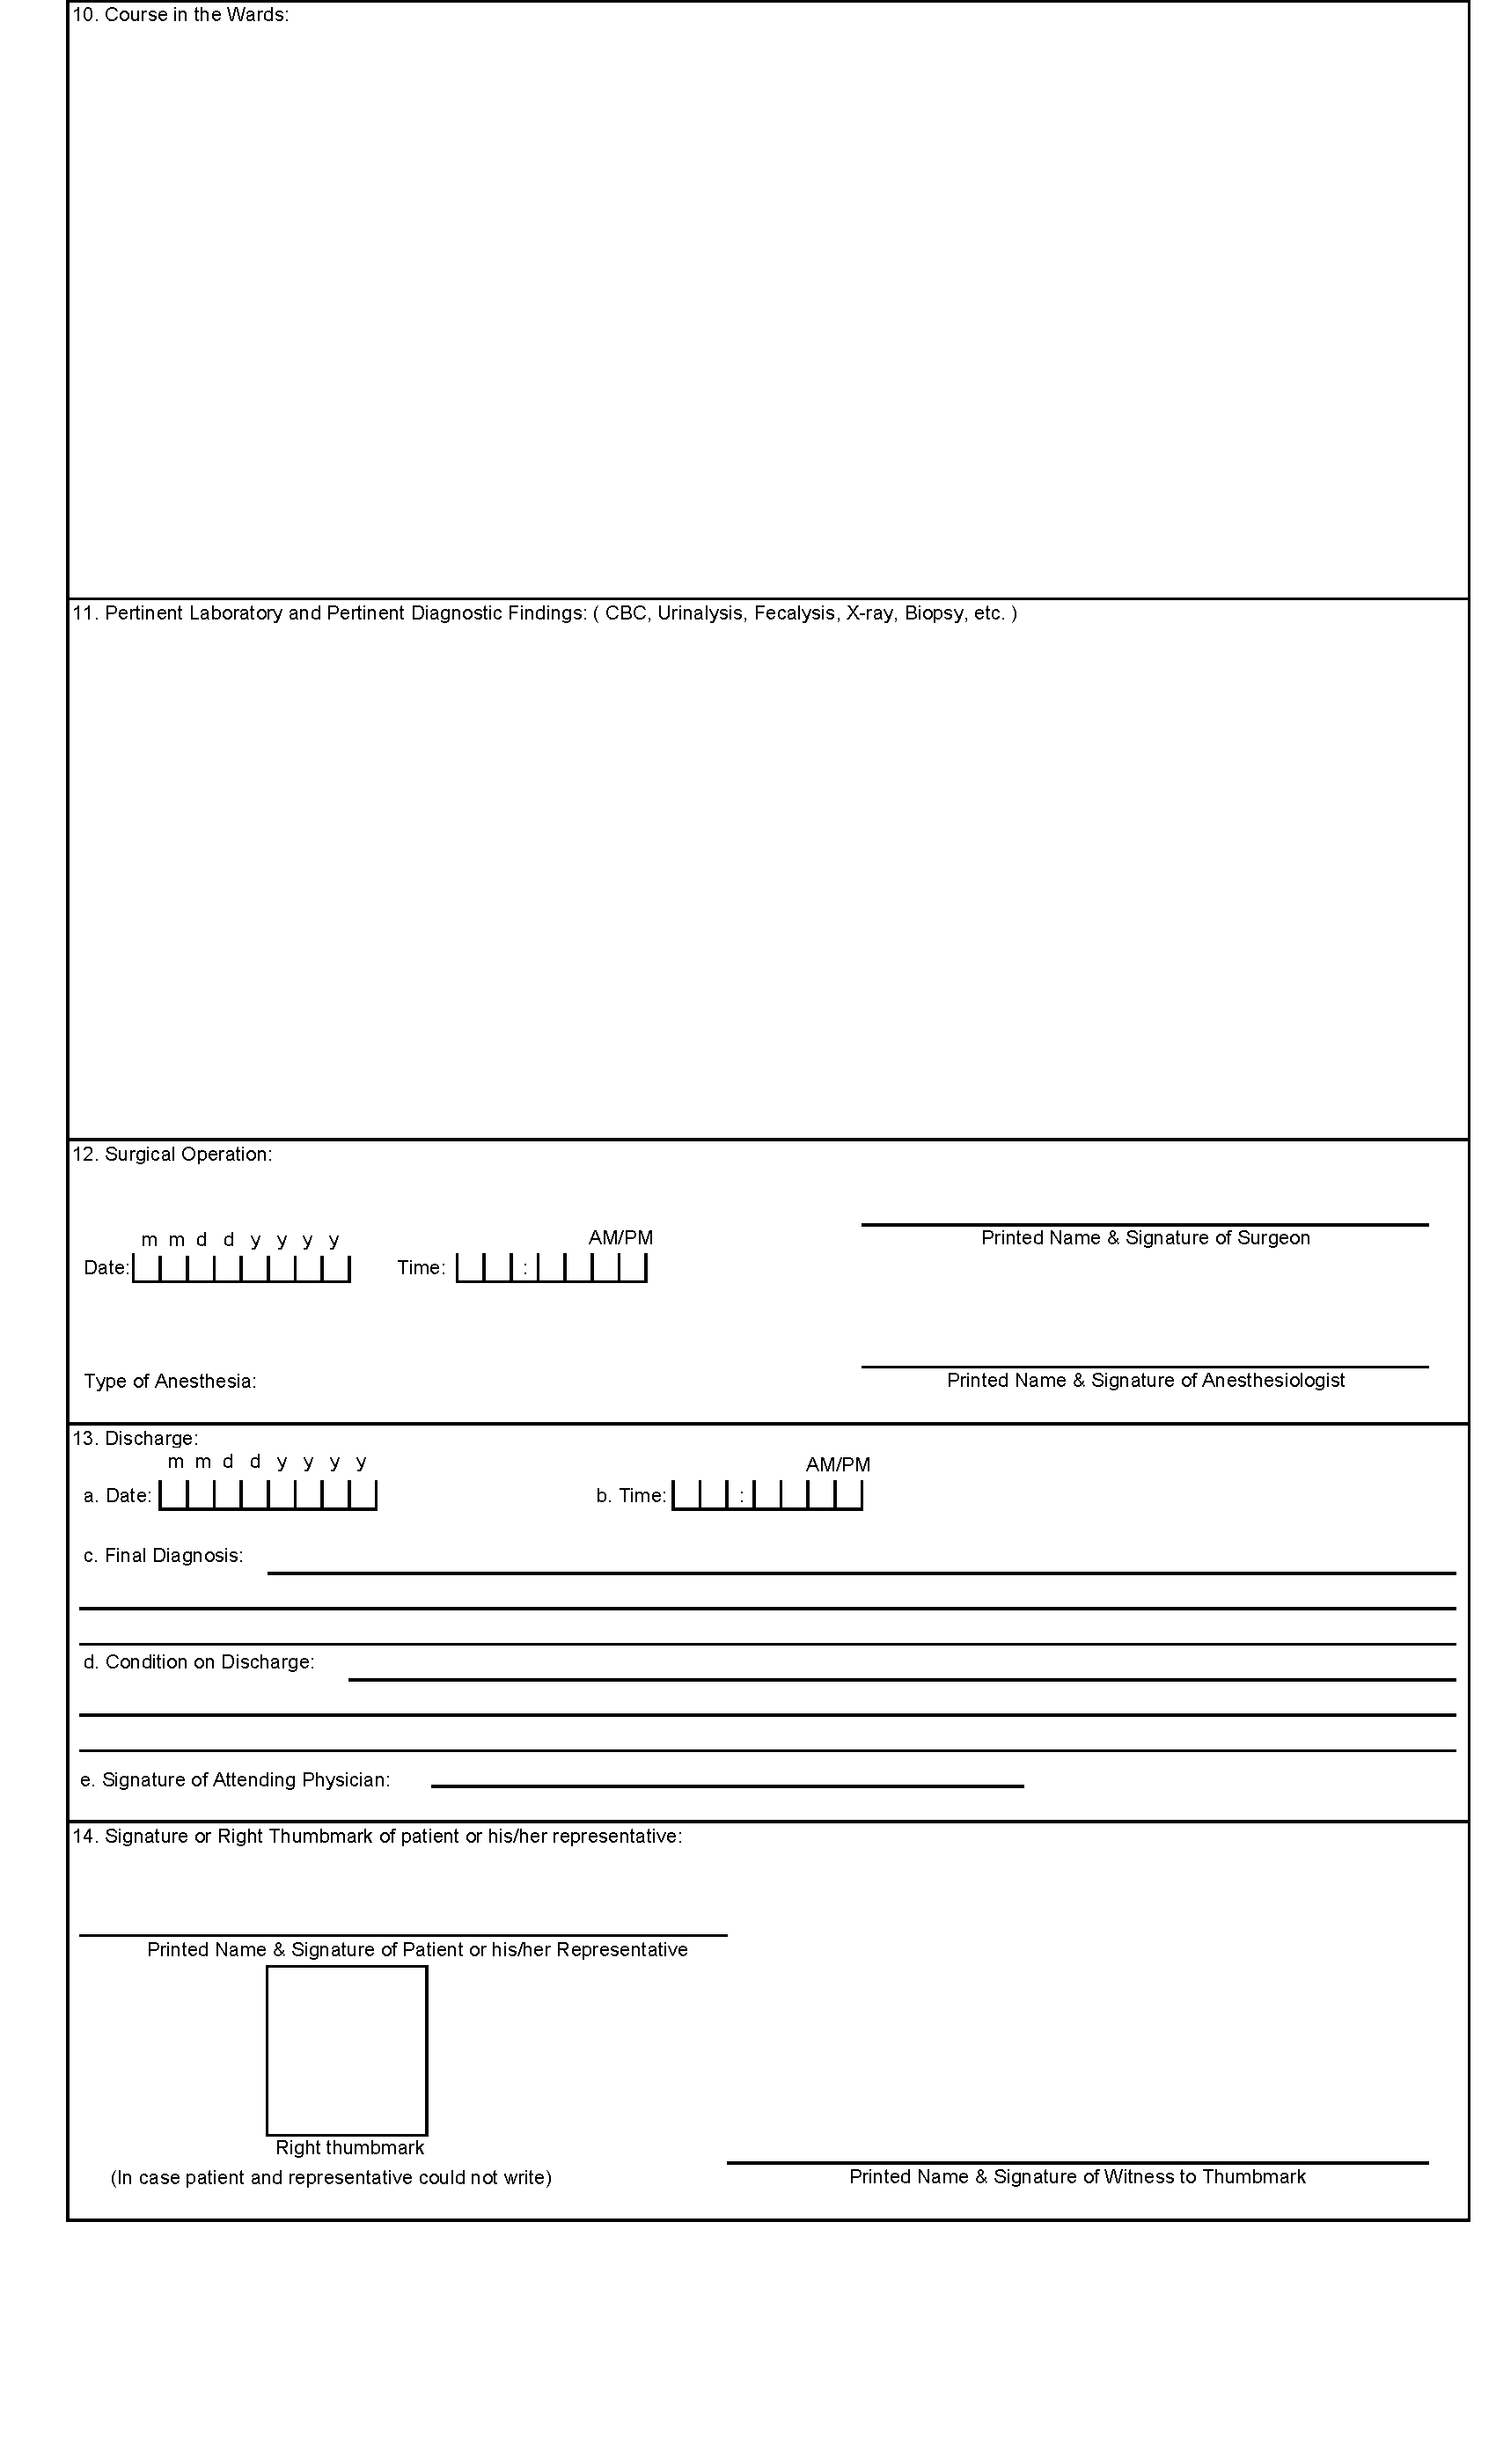 10. Course in the Wards:
11. Pertinent Laboratory and Pertinent Diagnostic Findings: ( CBC, Urinalysis, Fecalysis, X-ray, Biopsy, etc. )
12. Surgical Operation:
m m d d y y y y AM/PM
Printed Name & Signature of Surgeon
Date: Time: :
Type of Anesthesia:
Printed Name & Signature of Anesthesiologist
13. Discharge:
m m d d y y y y AM/PM
a. Date: b. Time: :
c. Final Diagnosis:
d. Condition on Discharge:
e. Signature of Attending Physician:
14. Signature or Right Thumbmark of patient or his/her representative:
Printed Name & Signature of Patient or his/her Representative
Right thumbmark
(In case patient and representative could not write)
Printed Name & Signature of Witness to Thumbmark